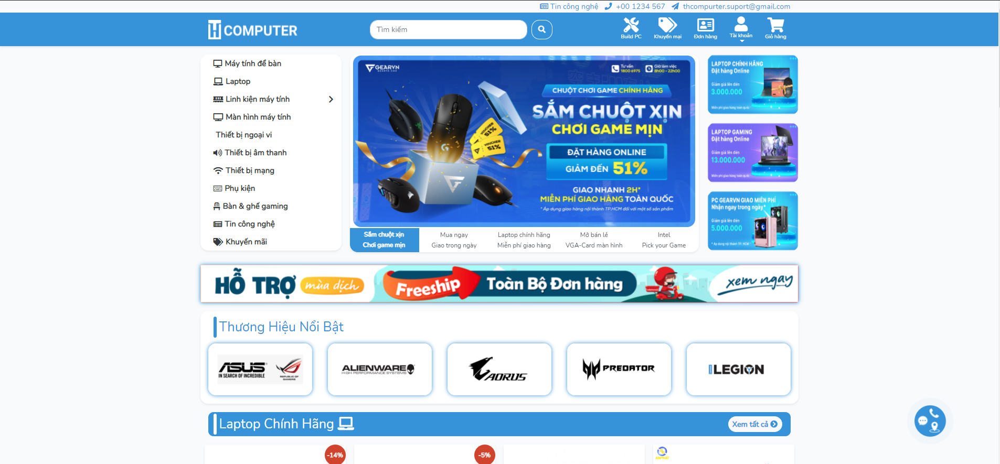 Tin công nghệ +00 1234 567 thcompurter.suport@gmail.com
TH COMPUTER
Tìm kiếm
Build PC
Khuyến mại
Đơn hàng
Tài khoản
Giỏ hàng
Máy tính để bàn
Laptop
Linh kiện máy tính
Màn hình máy tính
Thiết bị ngoại vi
Thiết bị âm thanh
Thiết bị mạng
Phụ kiện
Bàn & ghế gaming
Tin công nghệ
Khuyến mãi
GEARVN
GEARVN.COM
Tư vấn
1800 6975
Giờ làm việc
8h00 - 22h00
CHUỘT CHƠI GAME CHÍNH HÃNG
SẮM CHUỘT XỊN
CHƠI GAME MỊN
VOUCHER
51%
VOUCHER
51%
ĐẶT HÀNG ONLINE
GIẢM ĐẾN 51%
GIAO NHANH 2H*
MIỄN PHÍ GIAO HÀNG TOÀN QUỐC
* Áp dụng giao hàng nội thành TP.HCM đối với một số sản phẩm
Sắm chuột xịn
Chơi game mịn
Mua ngay
Giao trong ngày
Laptop chính hãng
Miễn phí giao hàng
Mở bán lẻ
VGA-Card màn hình
Intel
Pick your Game
LAPTOP CHÍNH HÃNG
Đặt hàng Online
Giảm giá lên đến
3.000.000
Miễn phí giao hàng toàn quốc
LAPTOP GAMING
Đặt hàng Online
Giảm giá lên đến
13.000.000
Miễn phí giao hàng toàn quốc
PC GEARVN GIAO MIỄN PHÍ
Nhận ngay trong ngày*
Giảm giá lên đến
5.000.000
* Áp dụng nội thành TP. HCM
HỖ TRỢ mùa dịch Freeship Toàn Bộ Đơn hàng xem ngay
Thương Hiệu Nổi Bật
ASUS
IN SEARCH OF INCREDIBLE
REPUBLIC OF
GAMERS
ALIENWARE
HIGH PERFORMANCE SYSTEMS
AORUS
PREDATOR
LEGION
Laptop Chính Hãng
Xem tất cả
-14%
-5%
ANPHAT